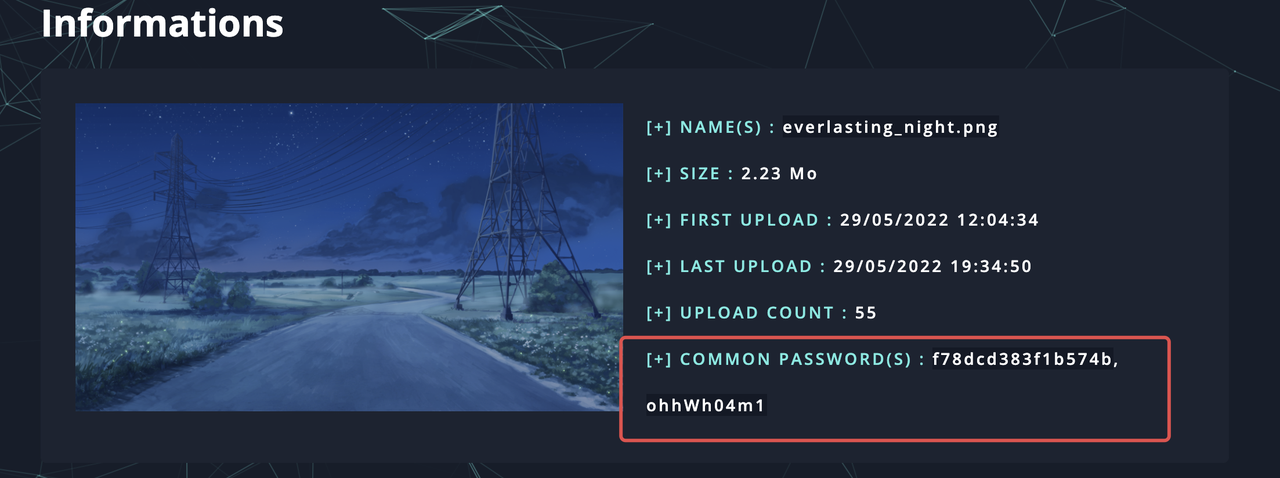 Informations
[+] NAME(S) : everlasting_night.png
[+] SIZE : 2.23 Mo
[+] FIRST UPLOAD : 29/05/2022 12:04:34
[+] LAST UPLOAD : 29/05/2022 19:34:50
[+] UPLOAD COUNT : 55
[+] COMMON PASSWORD(S) : f78dcd383f1b574b,
ohhWh04m1